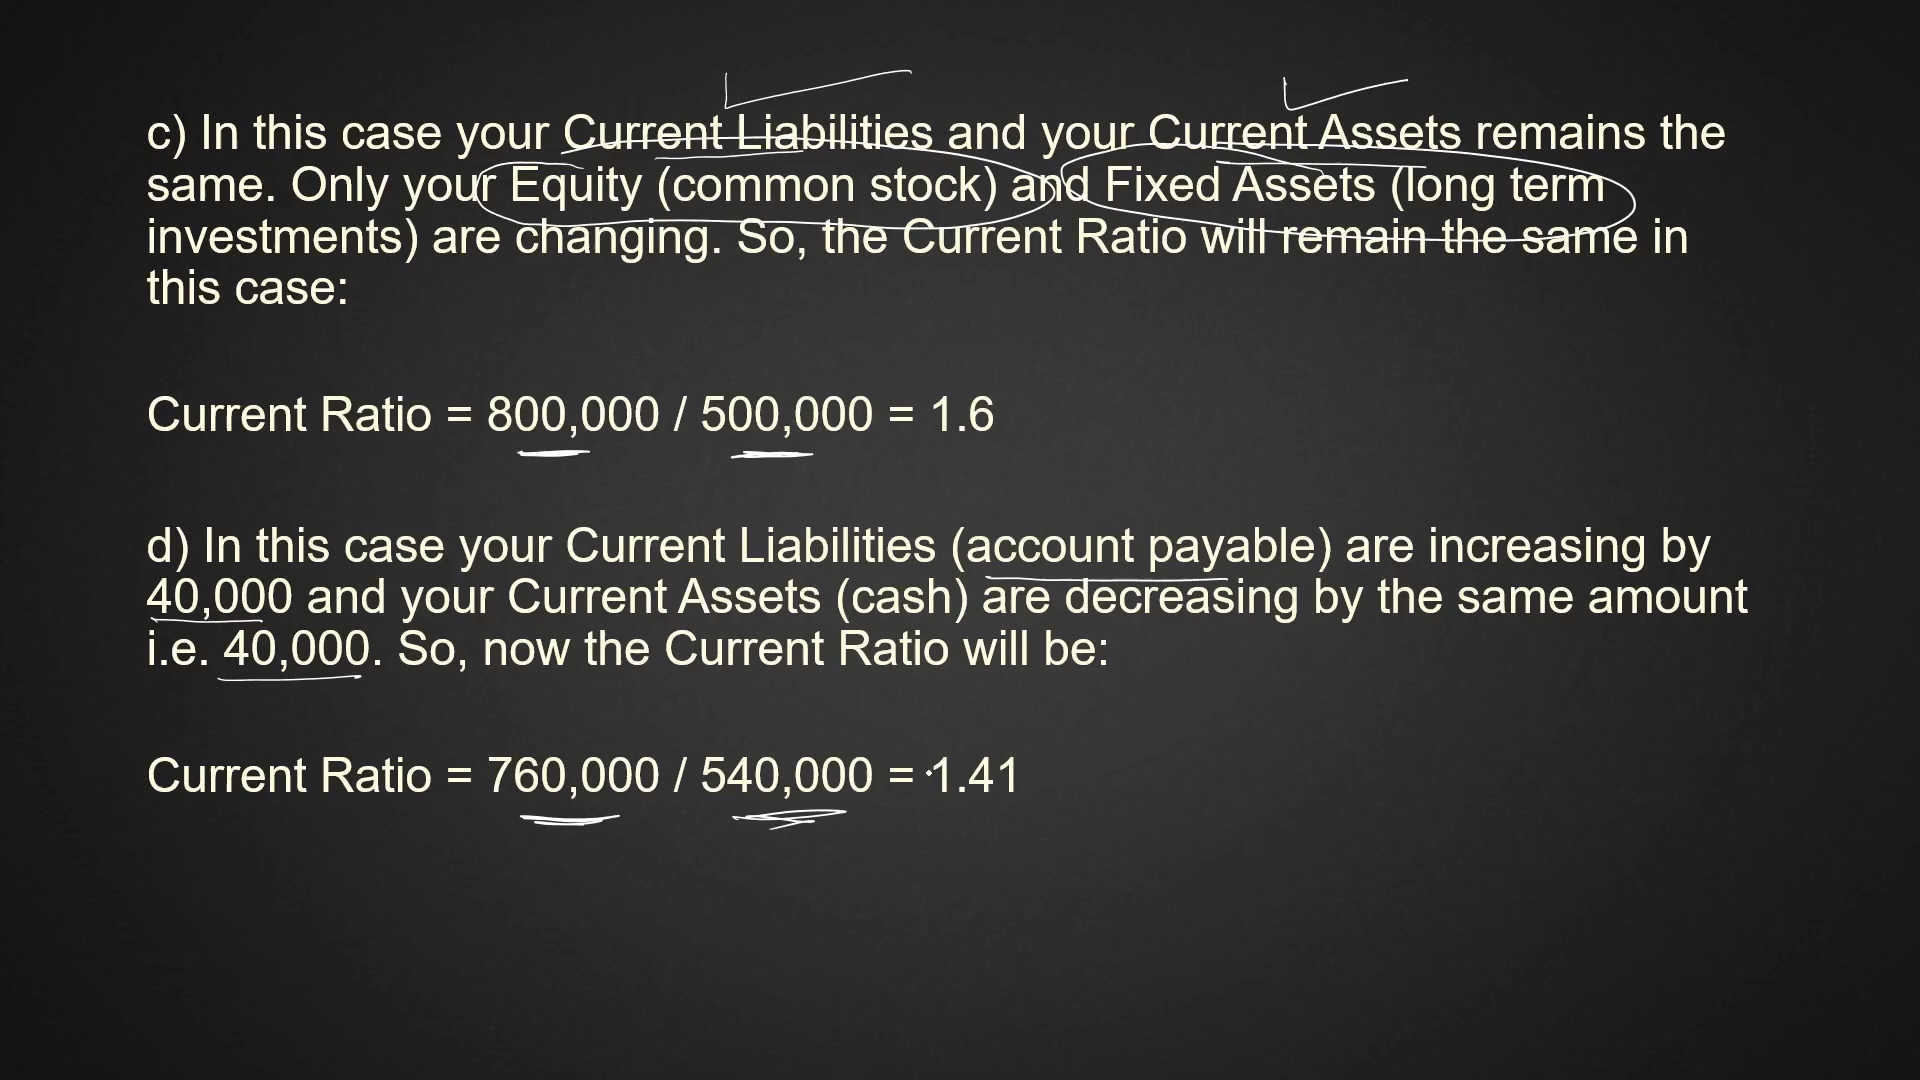 c) In this case your Current Liabilities and your Current Assets remains the
same. Only your Equity (common stock) and Fixed Assets (long term
investments) are changing. So, the Current Ratio will remain the same in
this case:
Current Ratio = 800,000 / 500,000 = 1.6
d) In this case your Current Liabilities (account payable) are increasing by
40,000 and your Current Assets (cash) are decreasing by the same amount
i.e. 40,000. So, now the Current Ratio will be:
Current Ratio = 760,000 / 540,000 = 1.41